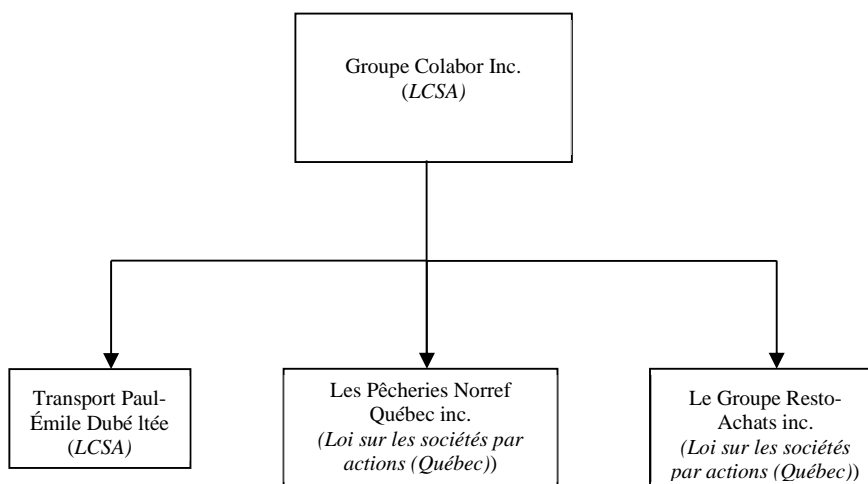 Groupe Colabor Inc.
(LCSA)
Transport Paul-
Émile Dubé ltée
(LCSA)
Les Pêcheries Norref
Québec inc.
(Loi sur les sociétés par
actions (Québec))
Le Groupe Resto-
Achats inc.
(Loi sur les sociétés
par actions (Québec))